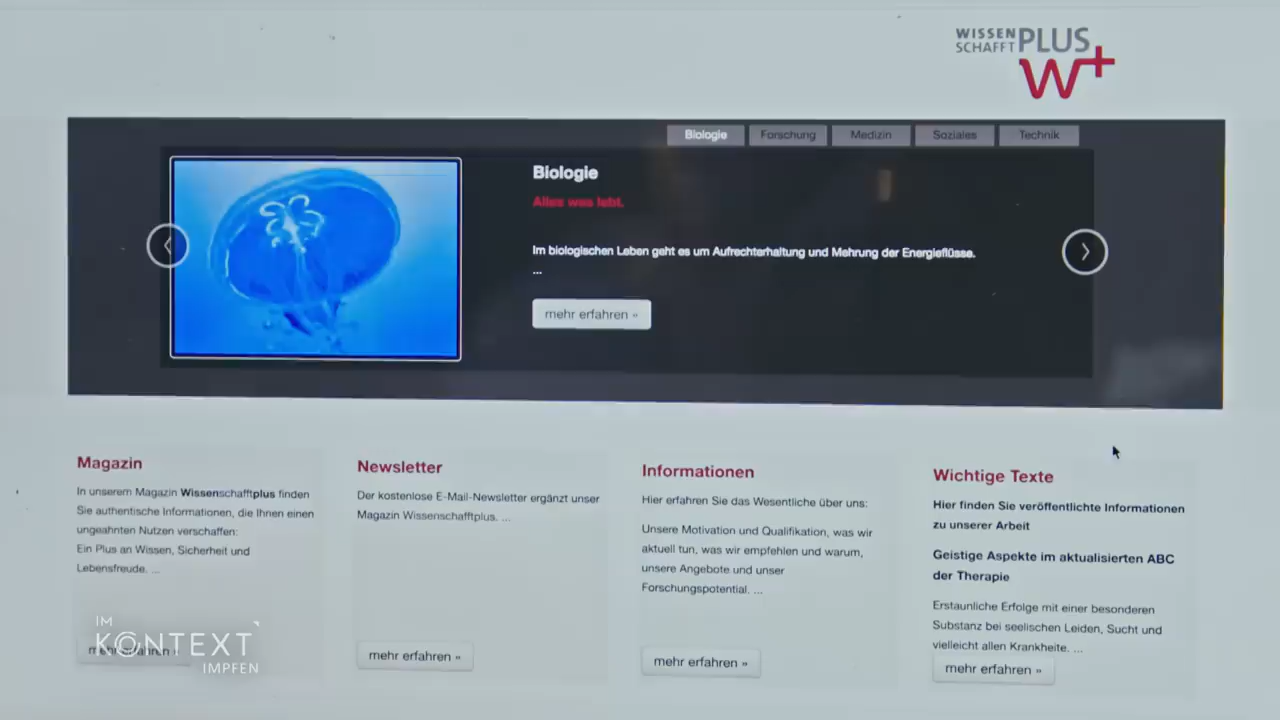 WISSEN PLUS
SCHAFFT
W+
Biologie
Forschung
Medizin
Soziales
Technik
Biologie
Alles was lebt.
Im biologischen Leben geht es um Aufrechterhaltung und Mehrung der Energieflüsse.
...
mehr erfahren »
Magazin
In unserem Magazin Wissenschafftplus finden
Sie authentische Informationen, die Ihnen einen
ungeahnten Nutzen verschaffen:
Ein Plus an Wissen, Sicherheit und
Lebensfreude. ...
mehr erfahren »
Newsletter
Der kostenlose E-Mail-Newsletter ergänzt unser
Magazin Wissenschafftplus. ...
mehr erfahren »
Informationen
Hier erfahren Sie das Wesentliche über uns:
Unsere Motivation und Qualifikation, was wir
aktuell tun, was wir empfehlen und warum,
unsere Angebote und unser
Forschungspotential. ...
mehr erfahren »
Wichtige Texte
Hier finden Sie veröffentlichte Informationen
zu unserer Arbeit
Geistige Aspekte im aktualisierten ABC
der Therapie
Erstaunliche Erfolge mit einer besonderen
Substanz bei seelischen Leiden, Sucht und
vielleicht allen Krankheite. ...
mehr erfahren »
IM
KONTEXT
IMPFEN